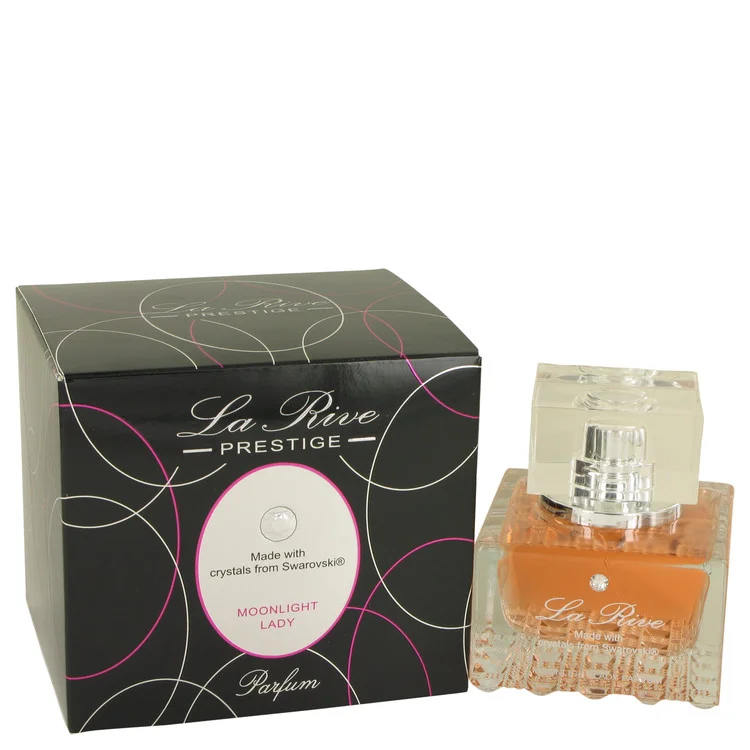 La Rive
PRESTIGE
La Rive
PRESTIGE
Made with
crystals from Swarovski®
MOONLIGHT
LADY
Parfum
La Rive
Made with
crystals from Swarovski®